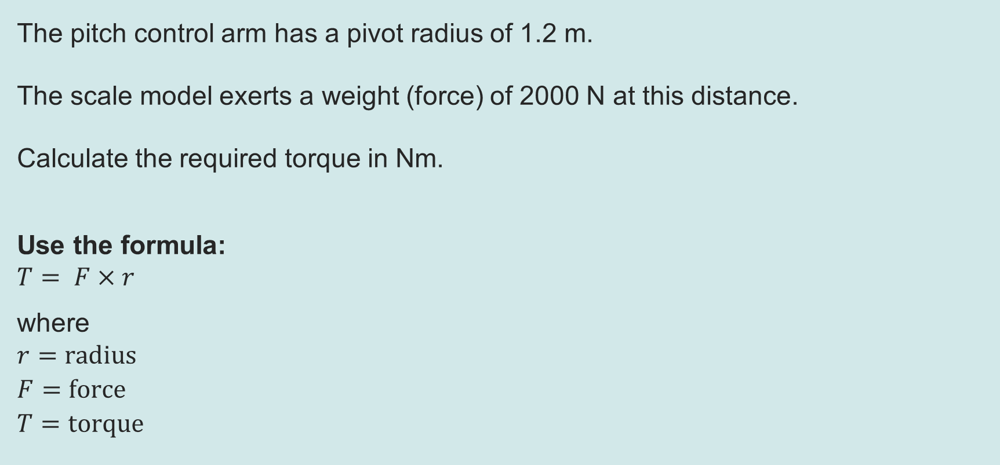 The pitch control arm has a pivot radius of 1.2 m.
The scale model exerts a weight (force) of 2000 N at this distance.
Calculate the required torque in Nm.
Use the formula:
T = F × r
where
r = radius
F = force
T = torque